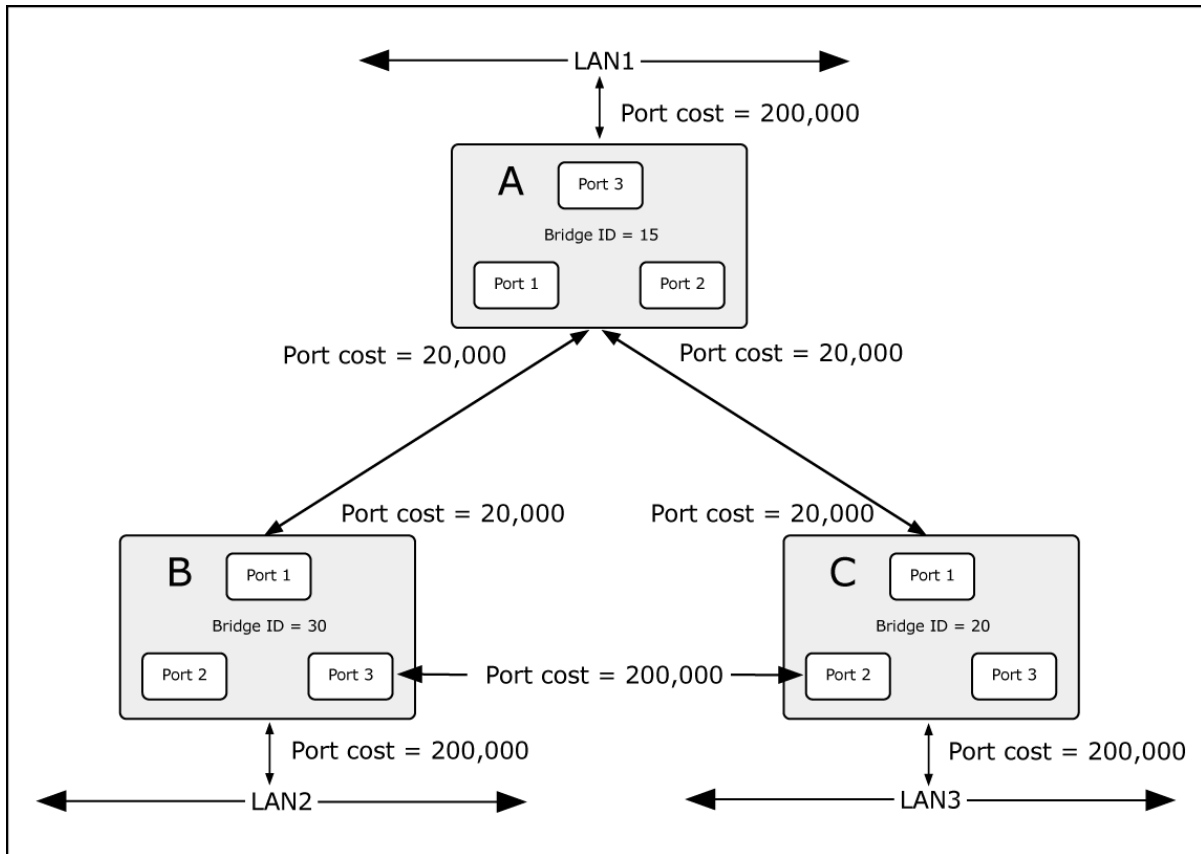 LAN1
Port cost = 200,000
A
Port 3
Bridge ID = 15
Port 1
Port 2
Port cost = 20,000
Port cost = 20,000
Port cost = 20,000
Port cost = 20,000
B
Port 1
Bridge ID = 30
Port 2
Port 3
C
Port 1
Bridge ID = 20
Port 2
Port 3
Port cost = 200,000
Port cost = 200,000
Port cost = 200,000
LAN2
LAN3